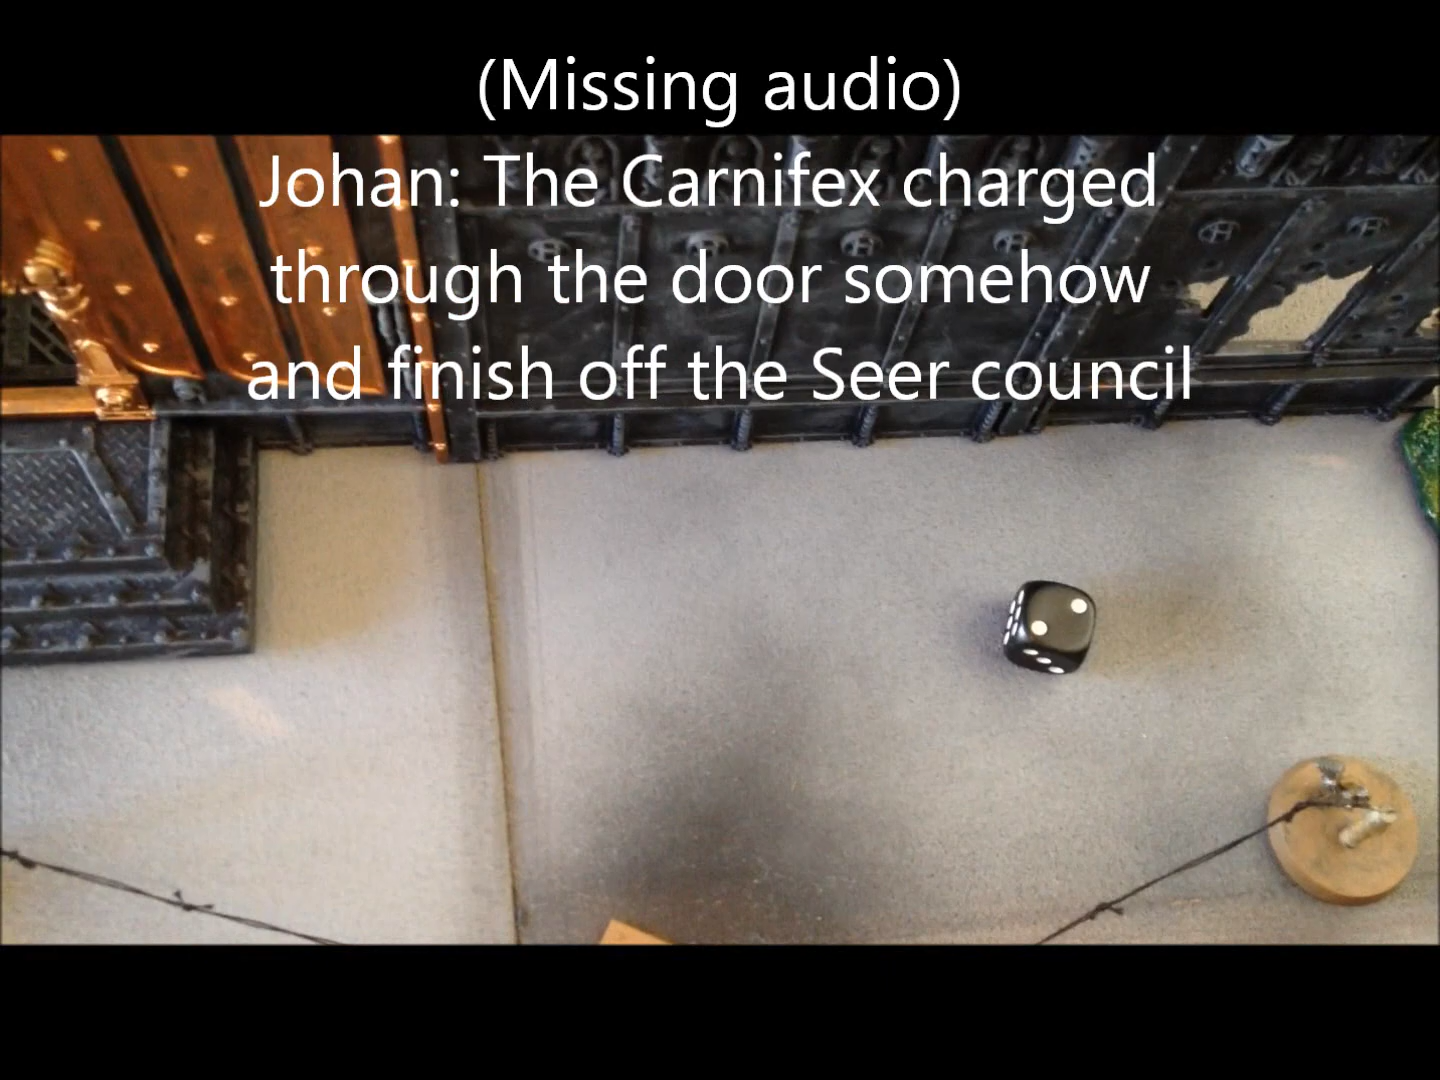 (Missing audio)
Johan: The Carnifex charged
through the door somehow
and finish off the Seer council